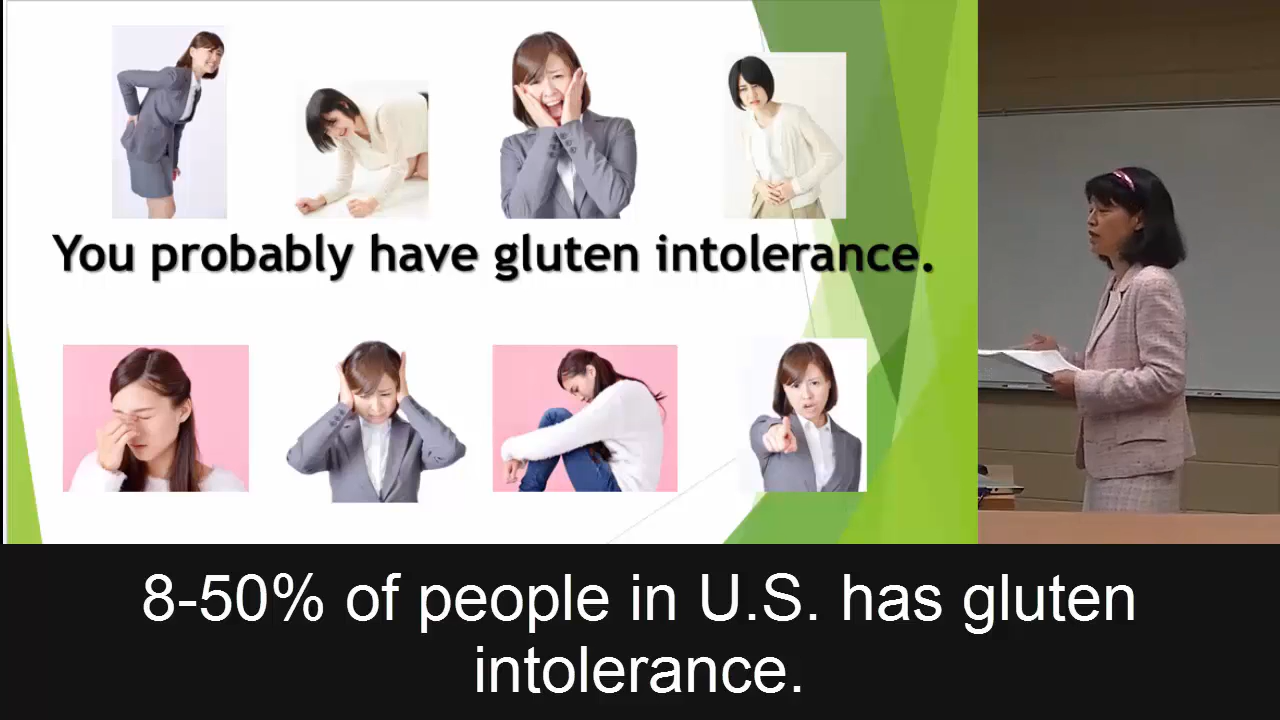 You probably have gluten intolerance.
8-50% of people in U.S. has gluten
intolerance.